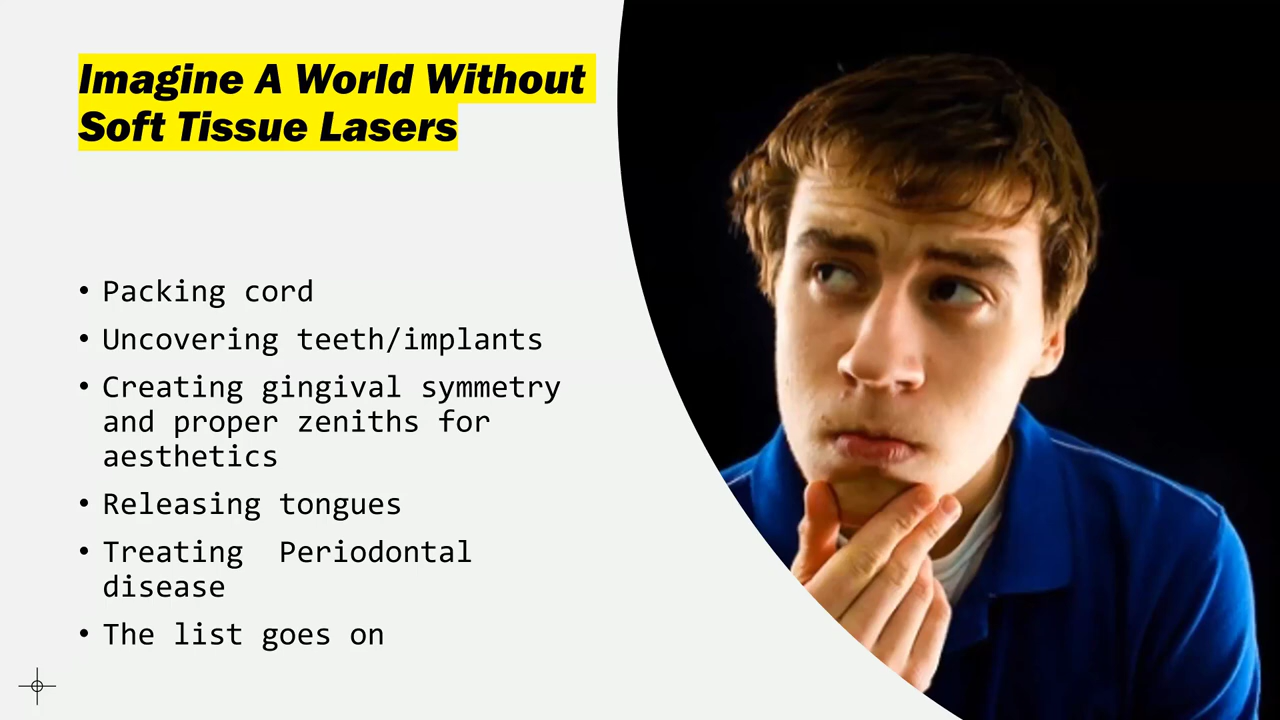 Imagine A World Without
Soft Tissue Lasers
• Packing cord
• Uncovering teeth/implants
• Creating gingival symmetry
and proper zeniths for
aesthetics
• Releasing tongues
• Treating  Periodontal
disease
• The list goes on